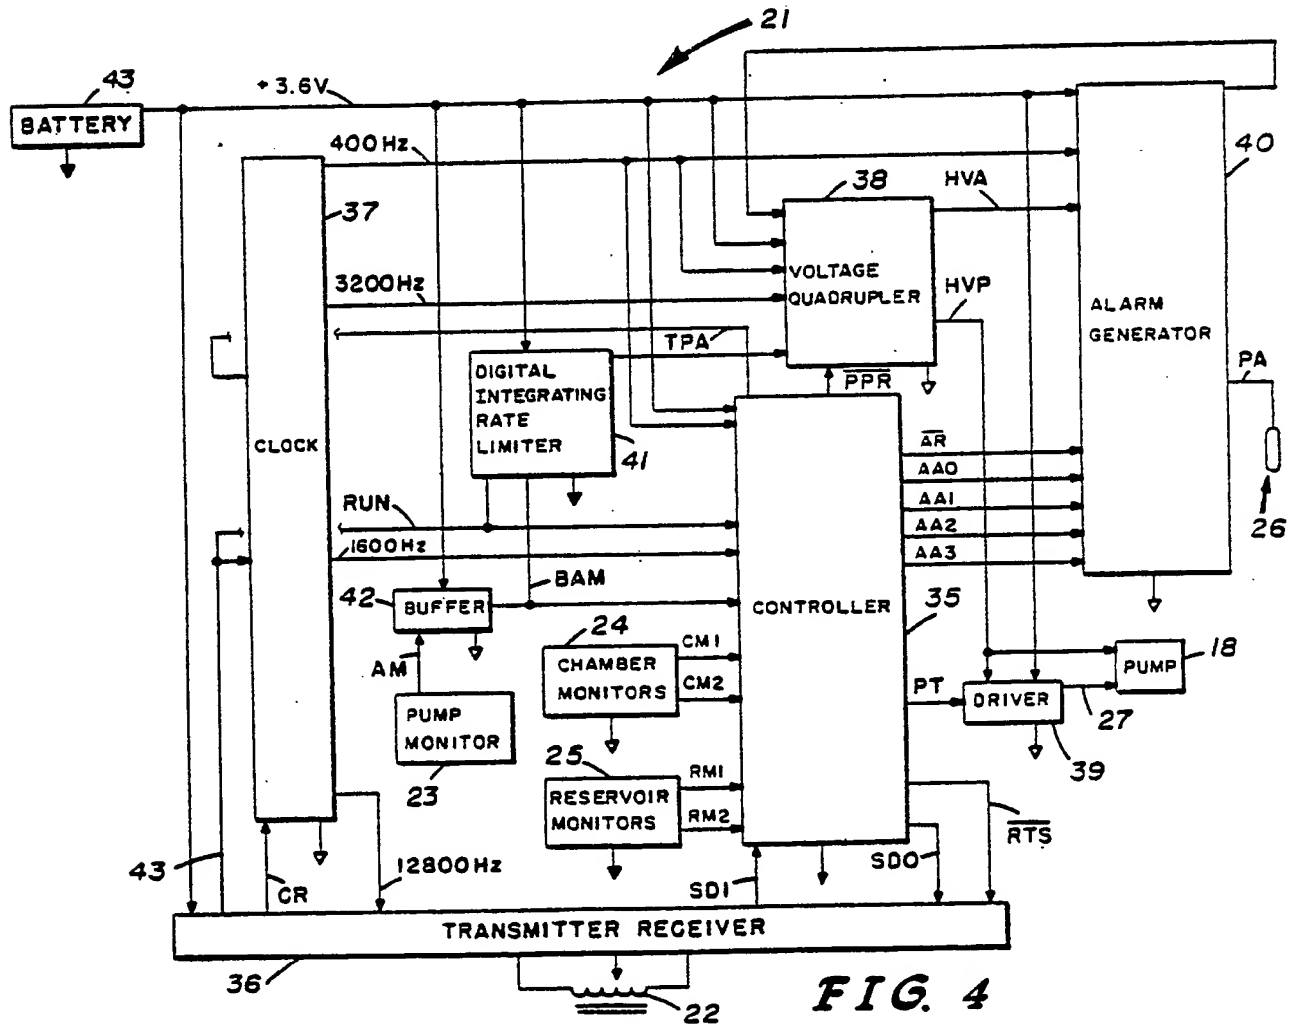 21
43
+3.6V
BATTERY
400Hz
40
38
HVA
37
3200Hz
VOLTAGE
QUADRUPLER
HVP
ALARM
GENERATOR
TPA
PPR
PA
DIGITAL
INTEGRATING
RATE
LIMITER
41
CLOCK
AR
AA0
AA1
AA2
AA3
26
RUN
1600Hz
BAM
42
BUFFER
CONTROLLER
35
24
CM1
CHAMBER
MONITORS
CM2
AM
PUMP
MONITOR
23
PT
DRIVER
PUMP
18
27
39
25
RM1
RESERVOIR
MONITORS
RM2
RTS
SDO
43
CR
12800Hz
SDI
TRANSMITTER RECEIVER
36
22
FIG. 4